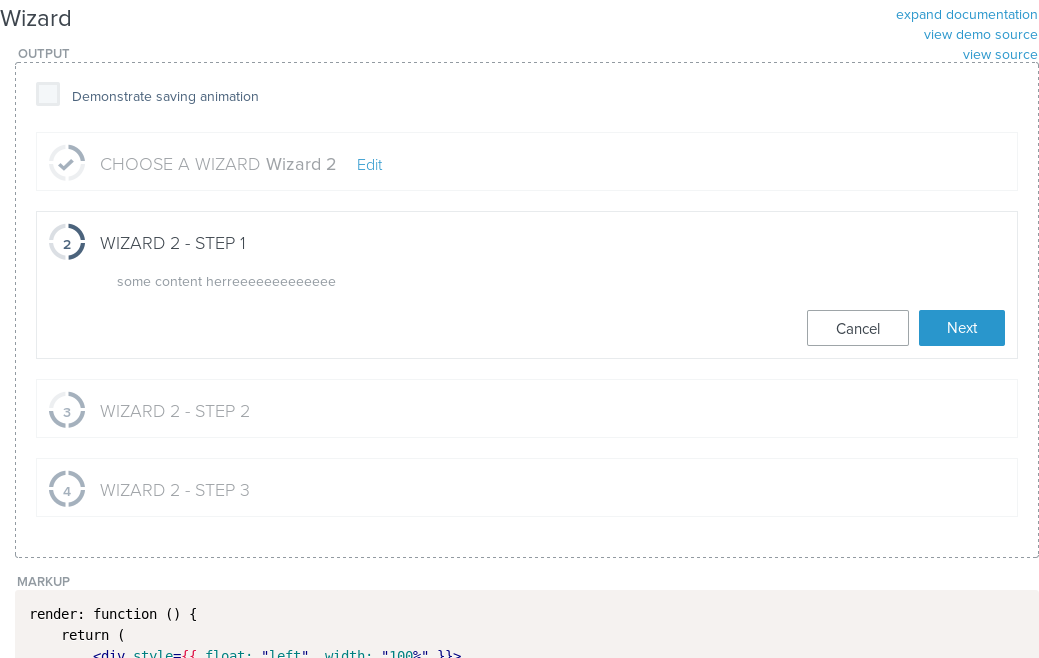 Wizard
expand documentation
view demo source
view source
OUTPUT
Demonstrate saving animation
CHOOSE A WIZARD Wizard 2 Edit
2 WIZARD 2 - STEP 1
some content herreeeeeeeeeeeee
Cancel Next
3 WIZARD 2 - STEP 2
4 WIZARD 2 - STEP 3
MARKUP
render: function () {
return (
<div style={{ float: "left", width: "100%" }}>